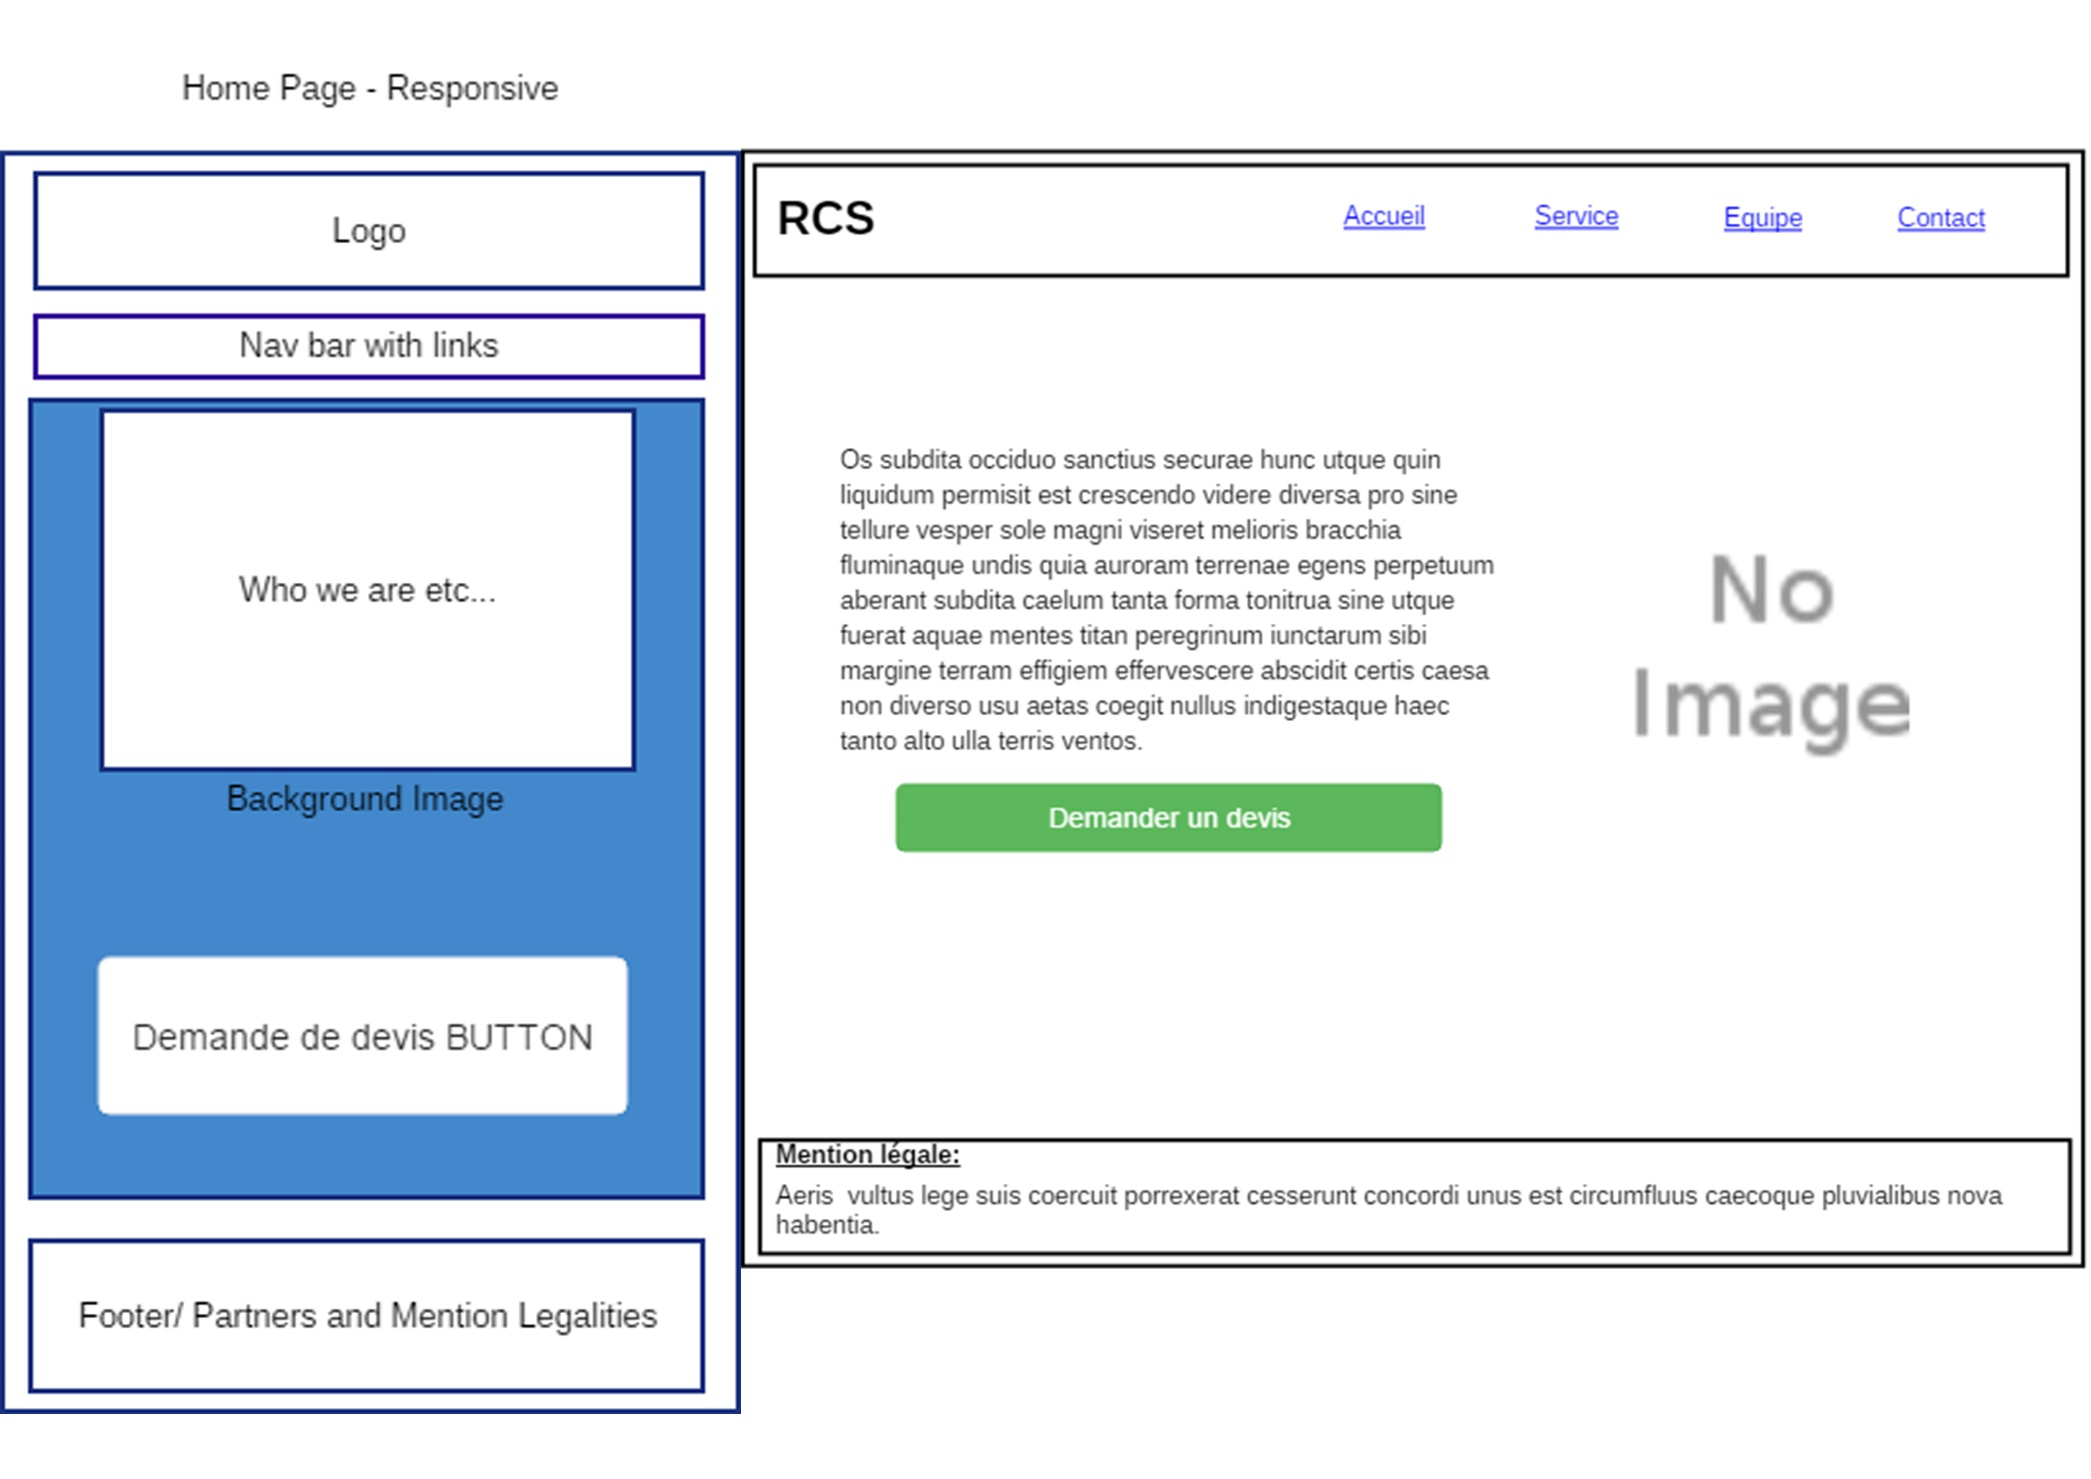 Home Page - Responsive
Logo
Nav bar with links
Who we are etc...
Background Image
Demande de devis BUTTON
Footer/ Partners and Mention Legalities
RCS
Accueil
Service
Equipe
Contact
Os subdita occiduo sanctius securae hunc utque quin
liquidum permisit est crescendo videre diversa pro sine
tellure vesper sole magni viseret melioris bracchia
fluminaque undis quia auroram terrenae egens perpetuum
aberant subdita caelum tanta forma tonitrua sine utque
fuerat aquae mentes titan peregrinum iunctarum sibi
margine terram effigiem effervescere abscidit certis caesa
non diverso usu aetas coegit nullus indigestaque haec
tanto alto ulla terris ventos.
No
Image
Demander un devis
Mention légale:
Aeris  vultus lege suis coercuit porrexerat cesserunt concordi unus est circumfluus caecoque pluvialibus nova
habentia.